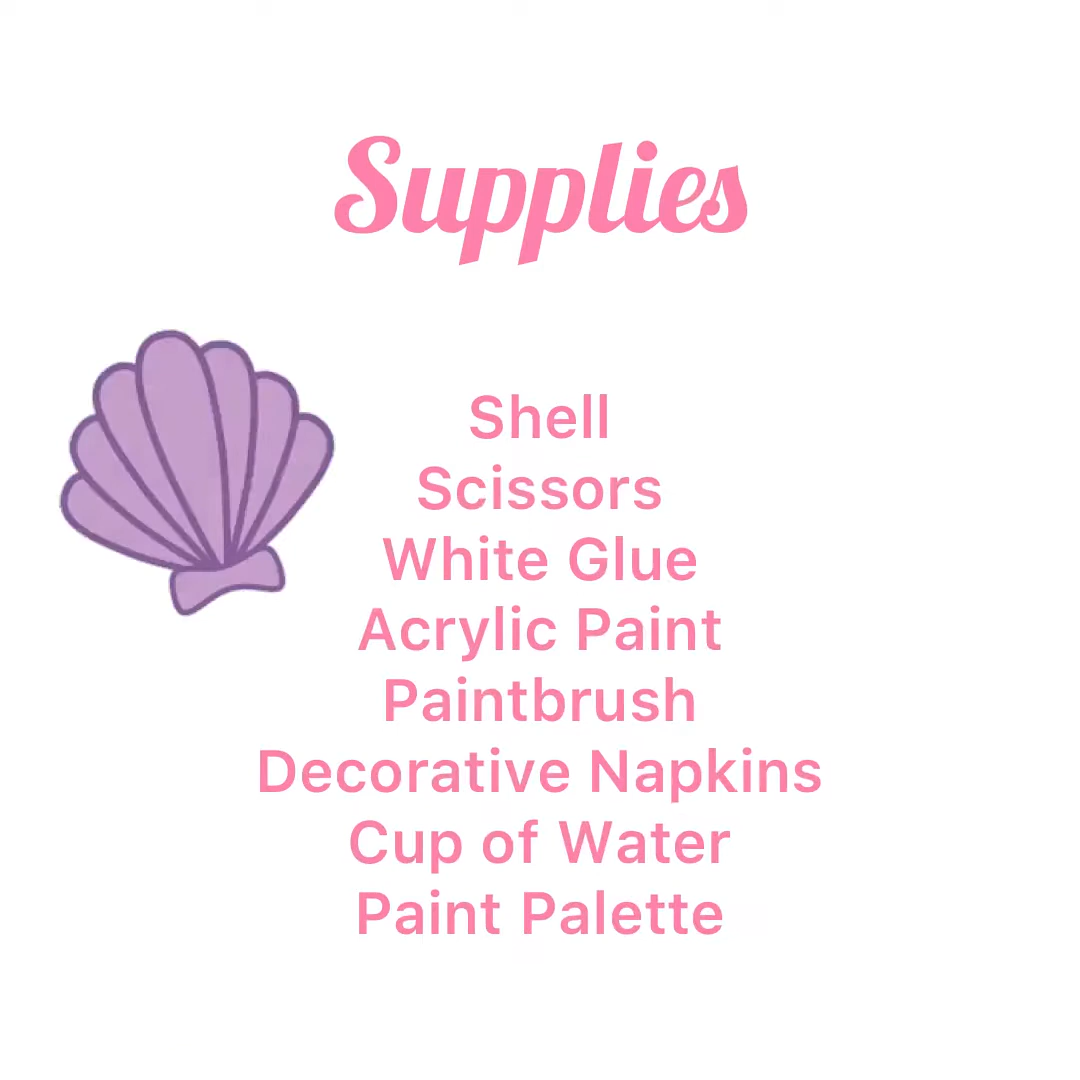 Supplies
Shell
Scissors
White Glue
Acrylic Paint
Paintbrush
Decorative Napkins
Cup of Water
Paint Palette